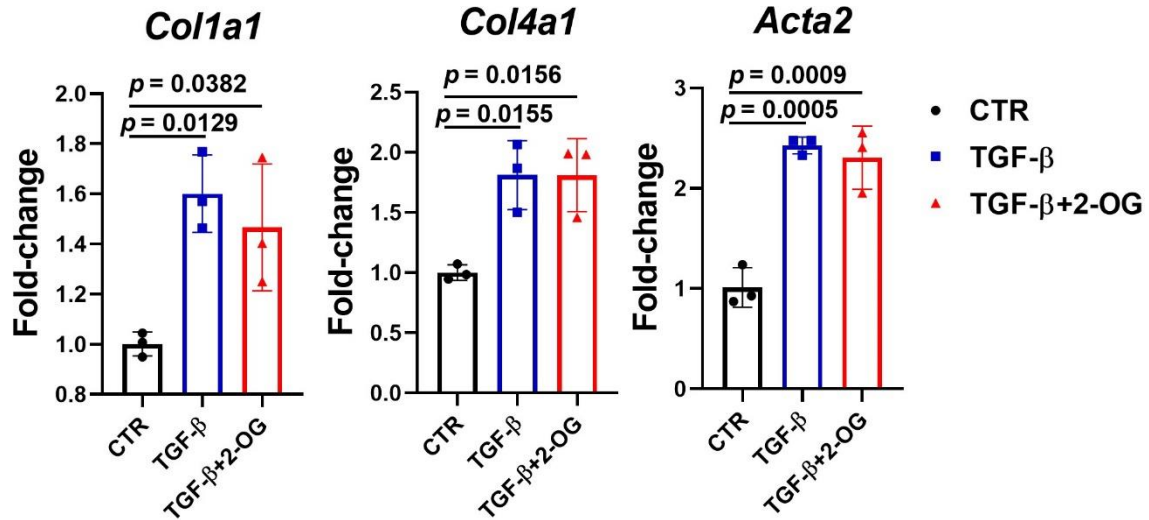 Col1a1
p = 0.0382
p = 0.0129
Fold-change
2.0
1.8
1.6
1.4
1.2
1.0
0.8
CTR
TGF-β
TGF-β+2-OG
Col4a1
p = 0.0156
p = 0.0155
Fold-change
2.5
2.0
1.5
1.0
0.5
0.0
CTR
TGF-β
TGF-β+2-OG
Acta2
p = 0.0009
p = 0.0005
Fold-change
3
2
1
0
CTR
TGF-β
TGF-β+2-OG
CTR
TGF-β
TGF-β+2-OG